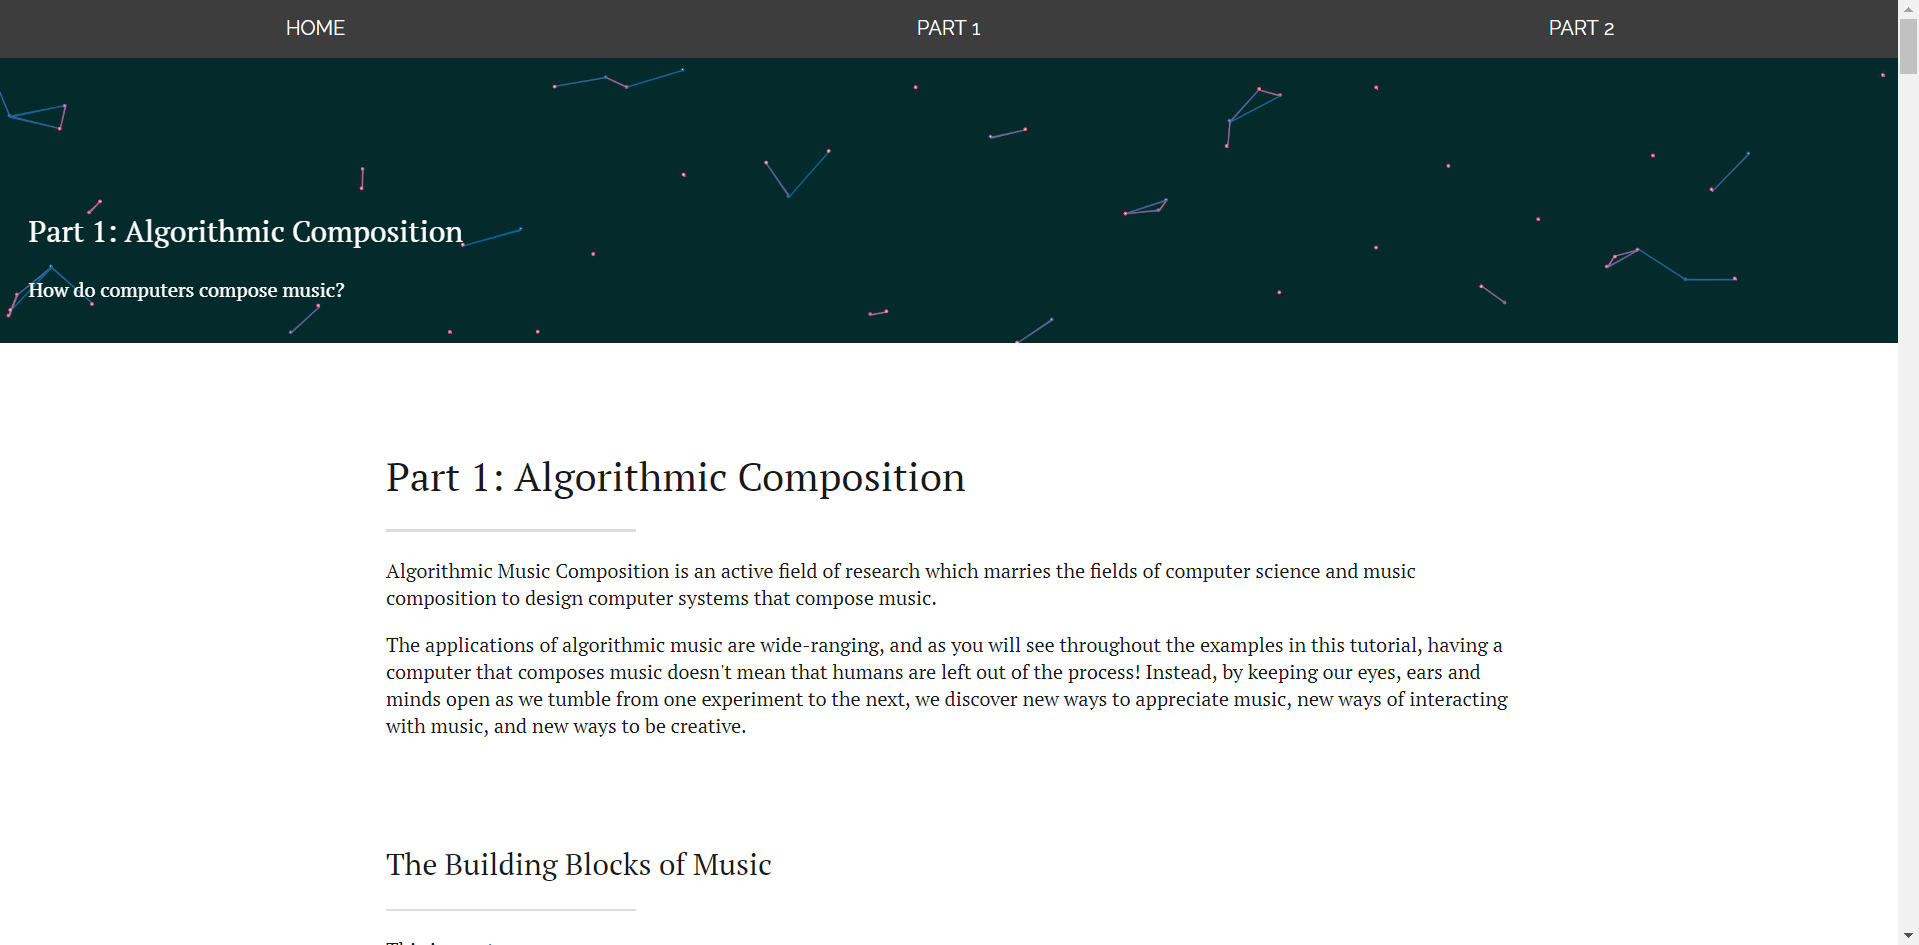 HOME
PART 1
PART 2
Part 1: Algorithmic Composition
How do computers compose music?
Part 1: Algorithmic Composition
Algorithmic Music Composition is an active field of research which marries the fields of computer science and music
composition to design computer systems that compose music.
The applications of algorithmic music are wide-ranging, and as you will see throughout the examples in this tutorial, having a
computer that composes music doesn't mean that humans are left out of the process! Instead, by keeping our eyes, ears and
minds open as we tumble from one experiment to the next, we discover new ways to appreciate music, new ways of interacting
with music, and new ways to be creative.
The Building Blocks of Music